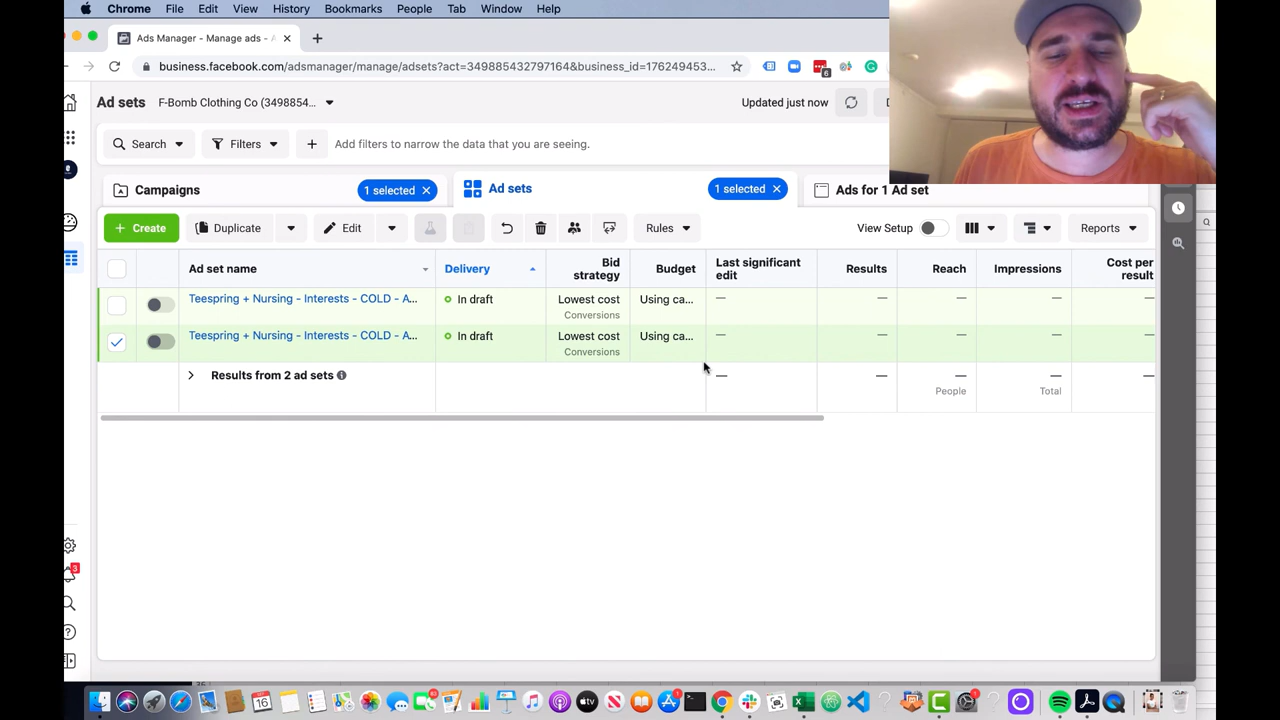 Chrome File Edit View History Bookmarks People Tab Window Help
Ads Manager - Manage ads - A
business.facebook.com/adsmanager/manage/adsets?act=349885432797164&business_id=176249453...
6
Ad sets F-Bomb Clothing Co (3498854... Updated just now
Search Filters Add filters to narrow the data that you are seeing.
Campaigns 1 selected Ad sets 1 selected Ads for 1 Ad set
Create Duplicate Edit Rules View Setup Reports
Ad set name Delivery Bid strategy Budget Last significant edit Results Reach Impressions Cost per result
Teespring + Nursing - Interests - COLD - A... In draft Lowest cost Using ca... — — — — —
Conversions
Teespring + Nursing - Interests - COLD - A... In draft Lowest cost Using ca... — — — — —
Conversions
Results from 2 ad sets — — — — —
People Total
3
16